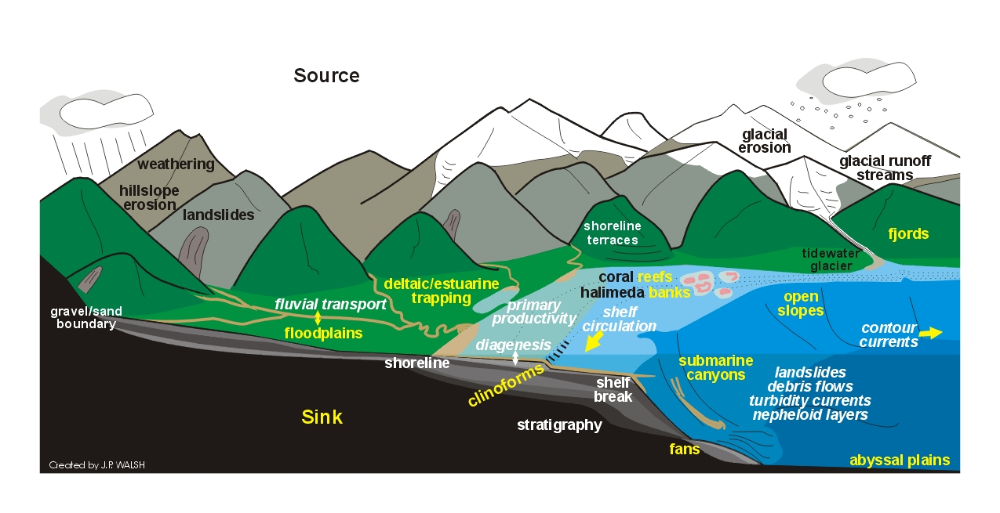 Source
glacial
erosion
weathering
glacial runoff
streams
hillslope
erosion
landslides
shoreline
terraces
fjords
tidewater
glacier
coral reefs
halimeda banks
deltaic/estuarine
trapping
open
slopes
fluvial transport
primary
productivity
shelf
circulation
gravel/sand
boundary
floodplains
contour
currents
diagenesis
shoreline
submarine
canyons
clinoforms
shelf
break
landslides
debris flows
turbidity currents
nepheloid layers
Sink
stratigraphy
fans
abyssal plains
Created by J.P. WALSH